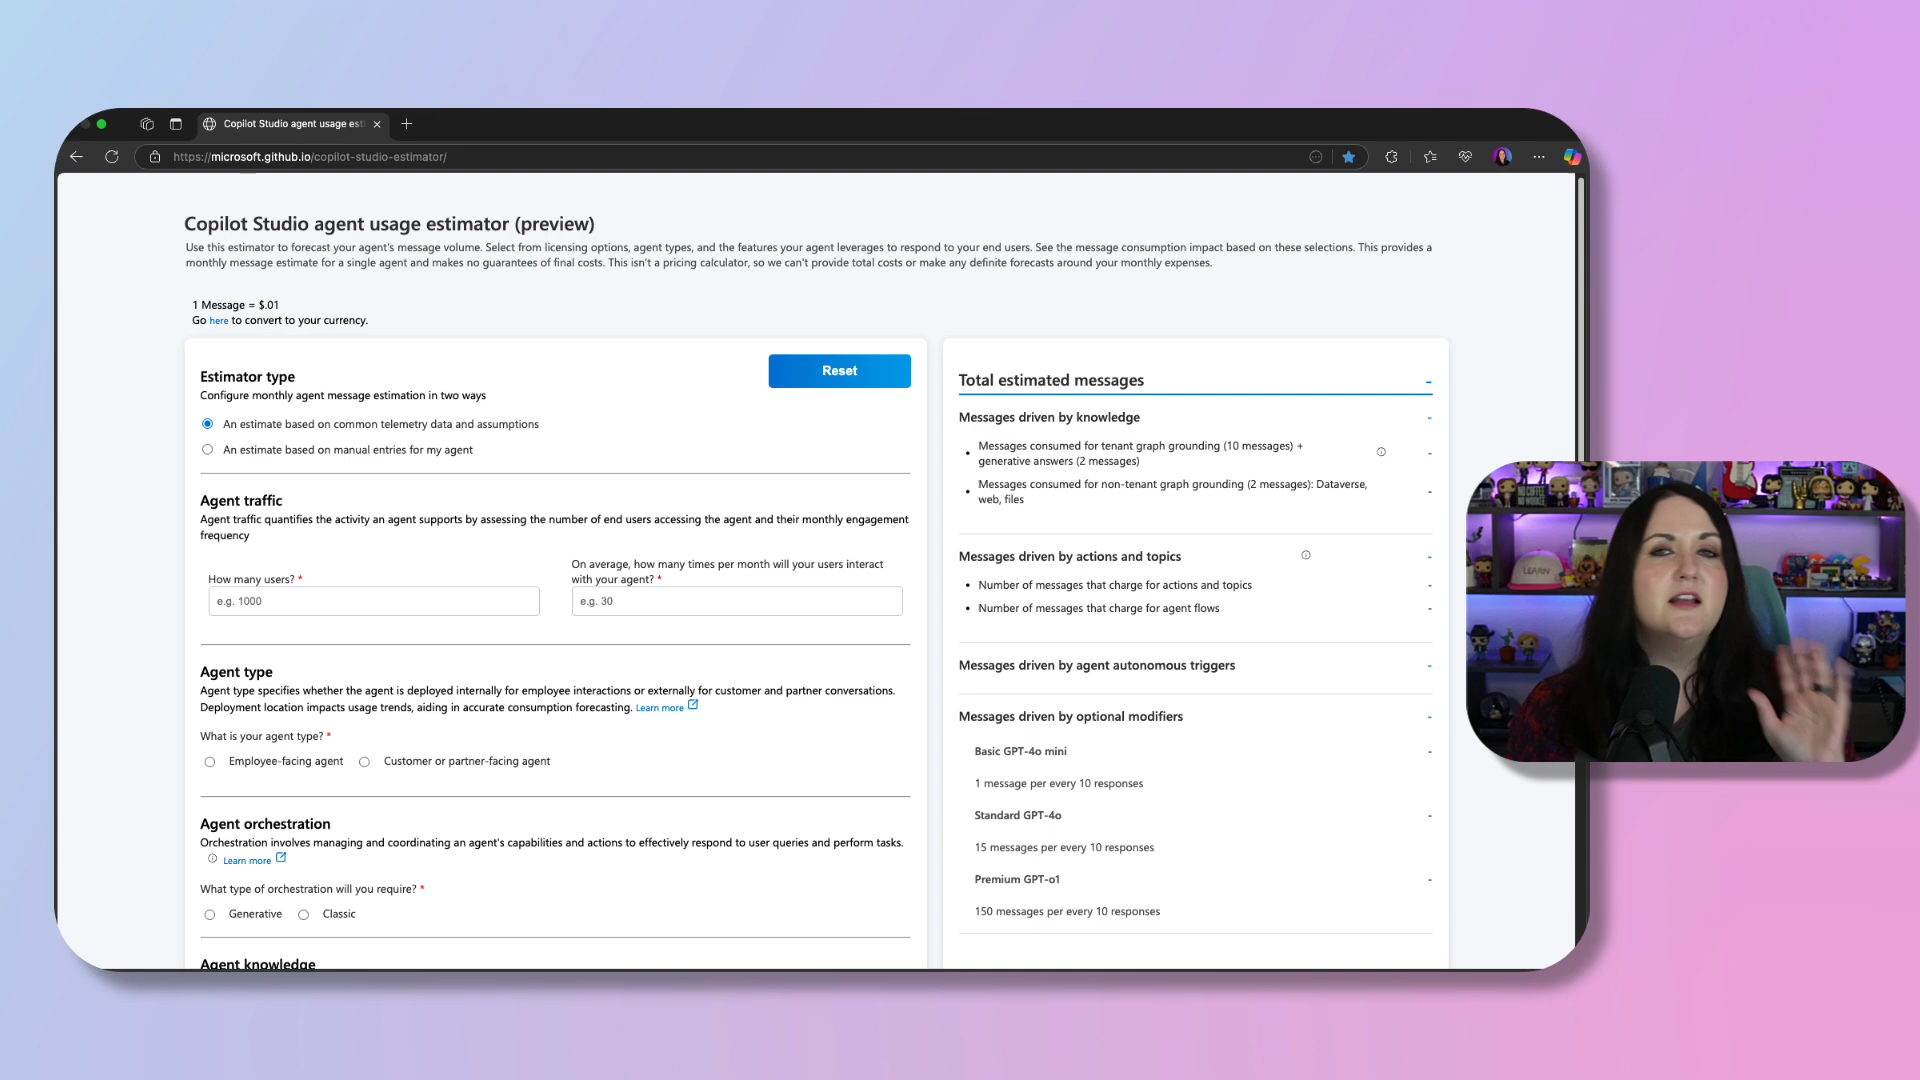 Copilot Studio agent usage est
https://microsoft.github.io/copilot-studio-estimator/
Copilot Studio agent usage estimator (preview)
Use this estimator to forecast your agent's message volume. Select from licensing options, agent types, and the features your agent leverages to respond to your end users. See the message consumption impact based on these selections. This provides a
monthly message estimate for a single agent and makes no guarantees of final costs. This isn't a pricing calculator, so we can't provide total costs or make any definite forecasts around your monthly expenses.
1 Message = $.01
Go here to convert to your currency.
Estimator type
Reset
Configure monthly agent message estimation in two ways
An estimate based on common telemetry data and assumptions
An estimate based on manual entries for my agent
Agent traffic
Agent traffic quantifies the activity an agent supports by assessing the number of end users accessing the agent and their monthly engagement
frequency
How many users? *
e.g. 1000
On average, how many times per month will your users interact
with your agent? *
e.g. 30
Agent type
Agent type specifies whether the agent is deployed internally for employee interactions or externally for customer and partner conversations.
Deployment location impacts usage trends, aiding in accurate consumption forecasting. Learn more
What is your agent type? *
Employee-facing agent
Customer or partner-facing agent
Agent orchestration
Orchestration involves managing and coordinating an agent's capabilities and actions to effectively respond to user queries and perform tasks.
Learn more
What type of orchestration will you require? *
Generative
Classic
Agent knowledge
Total estimated messages -
Messages driven by knowledge -
• Messages consumed for tenant graph grounding (10 messages) + -
generative answers (2 messages)
• Messages consumed for non-tenant graph grounding (2 messages): Dataverse, -
web, files
Messages driven by actions and topics -
• Number of messages that charge for actions and topics -
• Number of messages that charge for agent flows -
Messages driven by agent autonomous triggers -
Messages driven by optional modifiers -
Basic GPT-4o mini -
1 message per every 10 responses
Standard GPT-4o -
15 messages per every 10 responses
Premium GPT-o1 -
150 messages per every 10 responses
NO COFFEE
NO WORKEE
LEARN